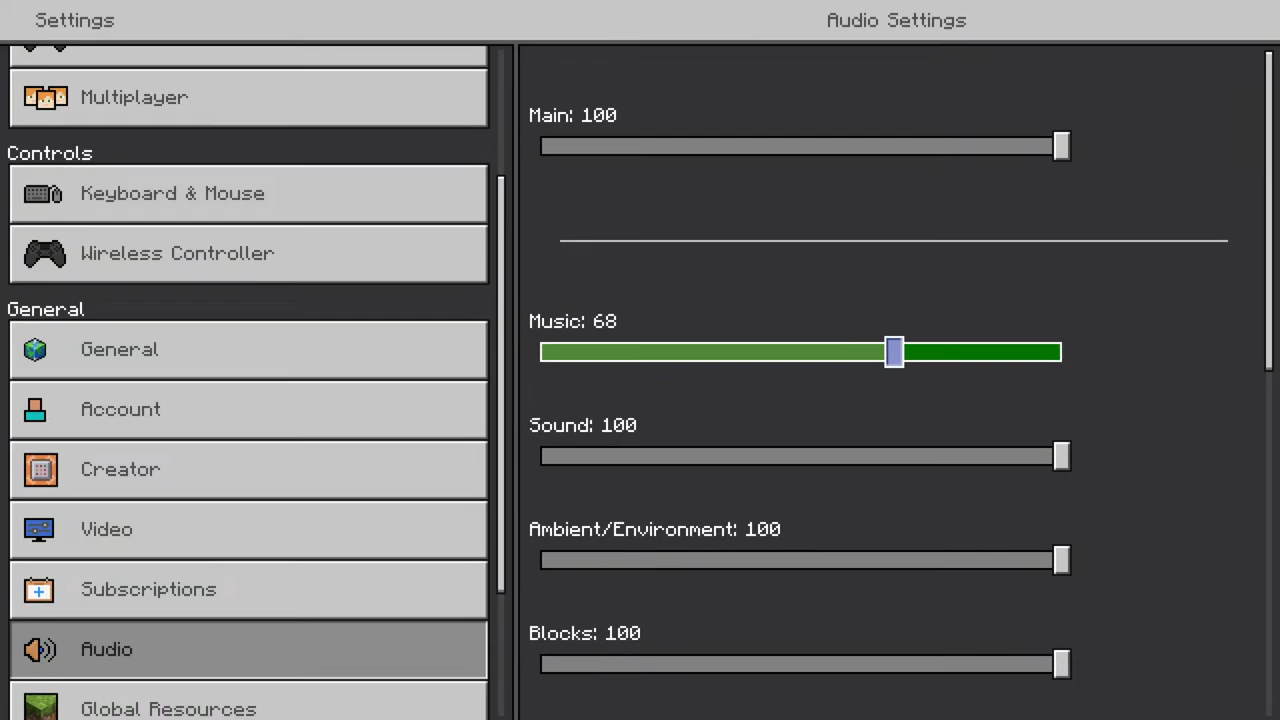 Settings
Audio Settings
Multiplayer
Controls
Keyboard & Mouse
Wireless Controller
General
General
Account
Creator
Video
Subscriptions
Audio
Global Resources
Main: 100
Music: 68
Sound: 100
Ambient/Environment: 100
Blocks: 100